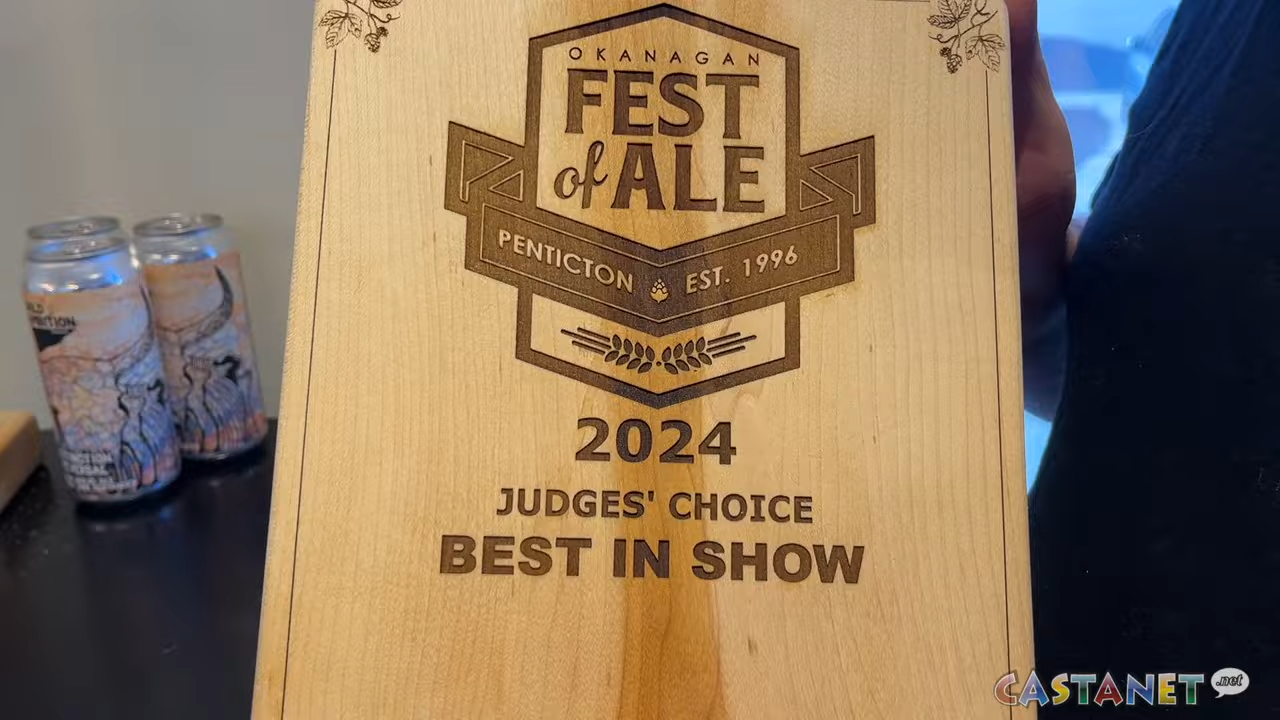 OKANAGAN
FEST
of ALE
PENTICTON EST. 1996
2024
JUDGES' CHOICE
BEST IN SHOW
CASTANET.net